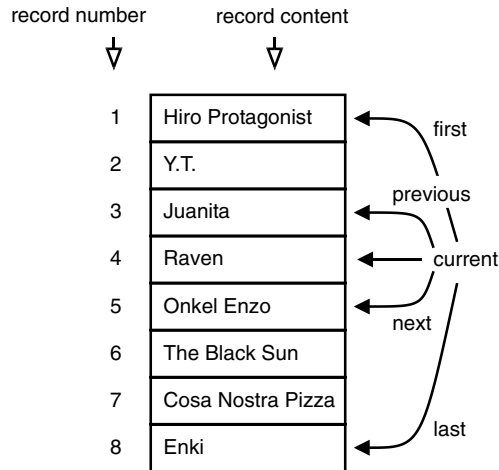 record number record content
1 Hiro Protagonist
first
2 Y.T.
previous
3 Juanita
4 Raven current
5 Onkel Enzo
next
6 The Black Sun
7 Cosa Nostra Pizza
last
8 Enki